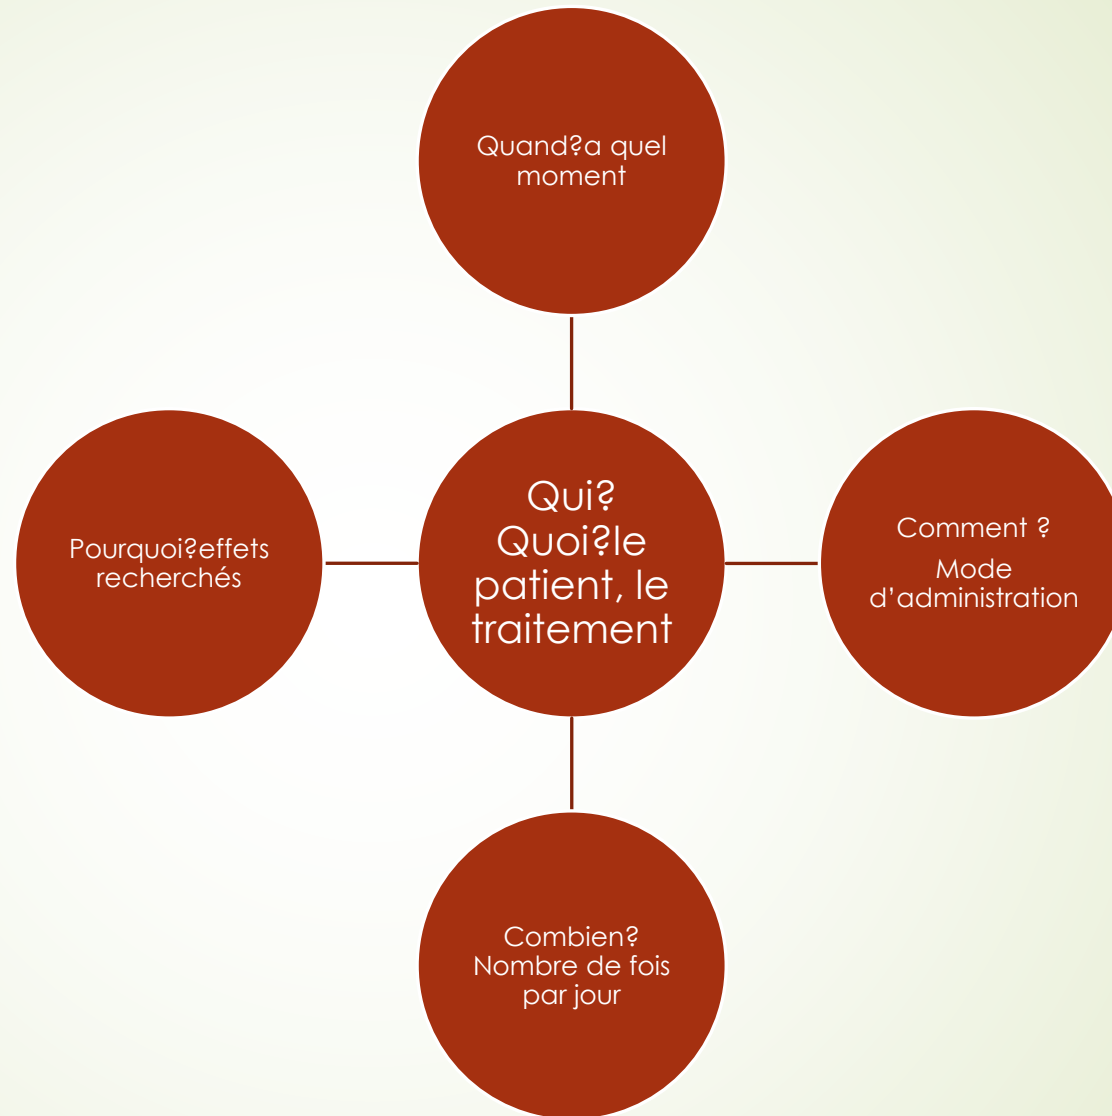 Quand?a quel
moment
Pourquoi?effets
recherchés
Qui?
Quoi?le
patient, le
traitement
Comment ?
Mode
d’administration
Combien?
Nombre de fois
par jour